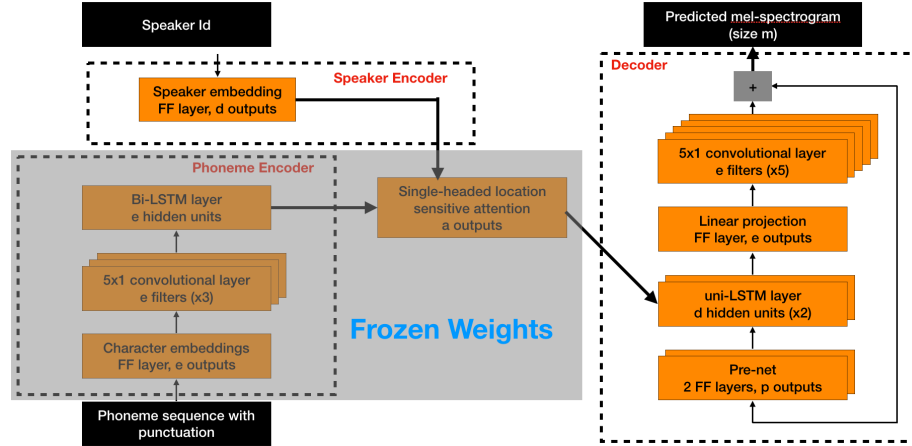 Speaker Id
Speaker Encoder
Speaker embedding
FF layer, d outputs
Phoneme Encoder
Bi-LSTM layer
e hidden units
5x1 convolutional layer
e filters (x3)
Character embeddings
FF layer, e outputs
Phoneme sequence with
punctuation
Single-headed location
sensitive attention
a outputs
Frozen Weights
Predicted mel-spectrogram
(size m)
Decoder
+
5x1 convolutional layer
e filters (x5)
Linear projection
FF layer, e outputs
uni-LSTM layer
d hidden units (x2)
Pre-net
2 FF layers, p outputs